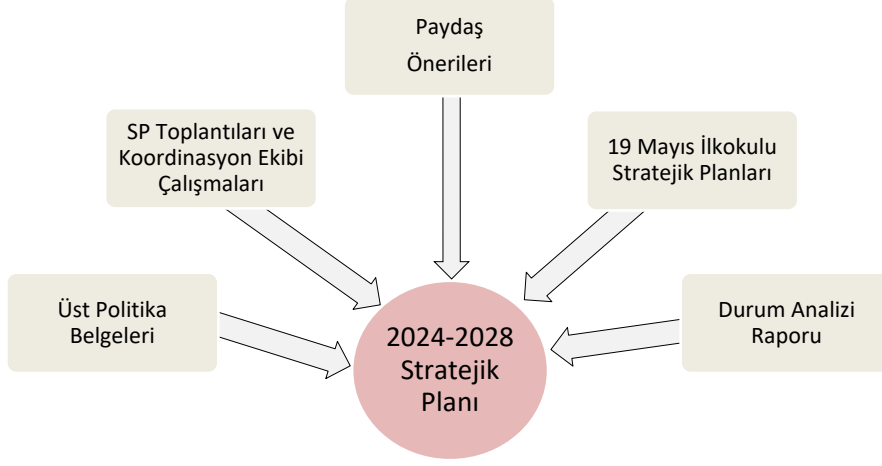 Paydaş
Önerileri
SP Toplantıları ve
Koordinasyon Ekibi
Çalışmaları
19 Mayıs İlkokulu
Stratejik Planları
Üst Politika
Belgeleri
2024-2028
Stratejik
Planı
Durum Analizi
Raporu